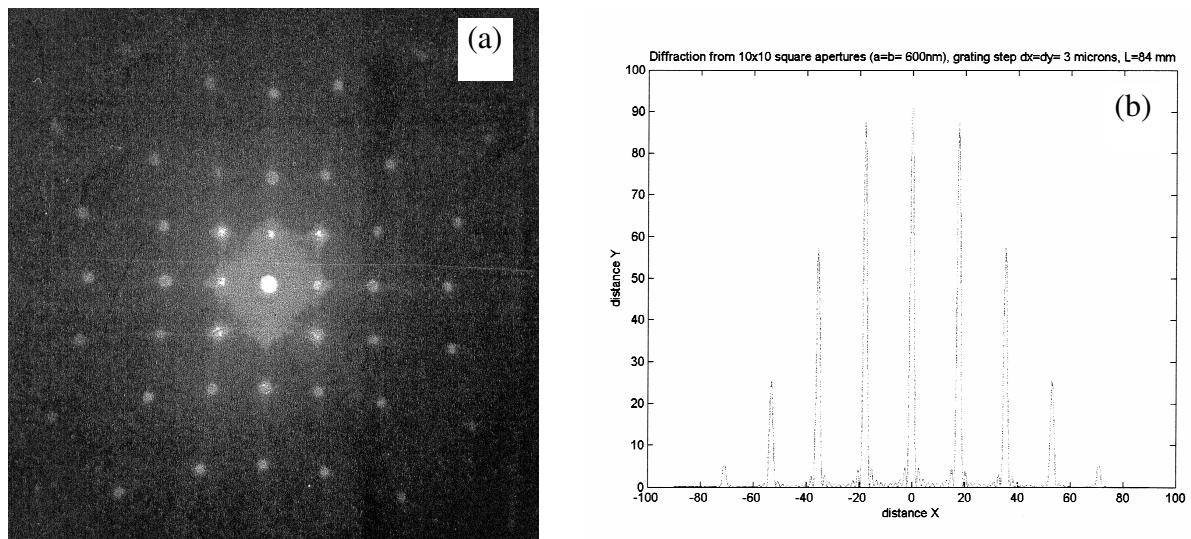 (a)
Diffraction from 10x10 square apertures (a=b= 600nm), grating step dx=dy= 3 microns, L=84 mm
(b)
100
90
80
70
60
50
40
30
20
10
0
distance Y
-100 -80 -60 -40 -20 0 20 40 60 80 100
distance X